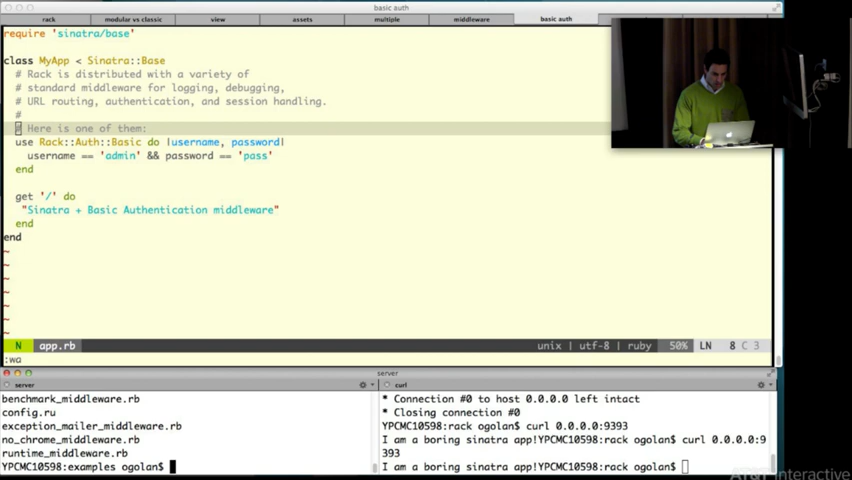 basic auth
rack
modular vs classic
view
assets
multiple
middleware
basic auth
require 'sinatra/base'
class MyApp < Sinatra::Base
# Rack is distributed with a variety of
# standard middleware for logging, debugging,
# URL routing, authentication, and session handling.
#
# Here is one of them:
use Rack::Auth::Basic do |username, password|
username == 'admin' && password == 'pass'
end
get '/' do
"Sinatra + Basic Authentication middleware"
end
end
~
~
~
~
~
~
~
N app.rb unix | utf-8 | ruby 50% LN 8 C 3
:wa
server
server
benchmark_middleware.rb
config.ru
exception_mailer_middleware.rb
no_chrome_middleware.rb
runtime_middleware.rb
YPCMC10598:examples ogolan$
curl
* Connection #0 to host 0.0.0.0 left intact
* Closing connection #0
YPCMC10598:rack ogolan$ curl 0.0.0.0:9393
I am a boring sinatra app!YPCMC10598:rack ogolan$ curl 0.0.0.0:9
393
I am a boring sinatra app!YPCMC10598:rack ogolan$
AT&T Interactive